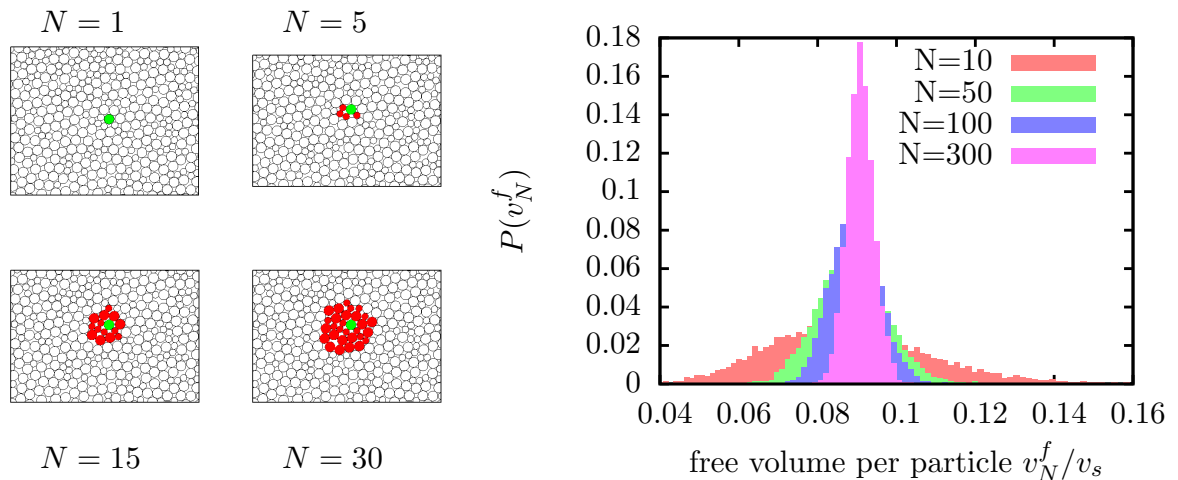 N = 1
N = 5
N = 15
N = 30
P(v_N^f)
0.18
0.16
0.14
0.12
0.1
0.08
0.06
0.04
0.02
0
N=10
N=50
N=100
N=300
0.04 0.06 0.08 0.1 0.12 0.14 0.16
free volume per particle v_N^f/v_s